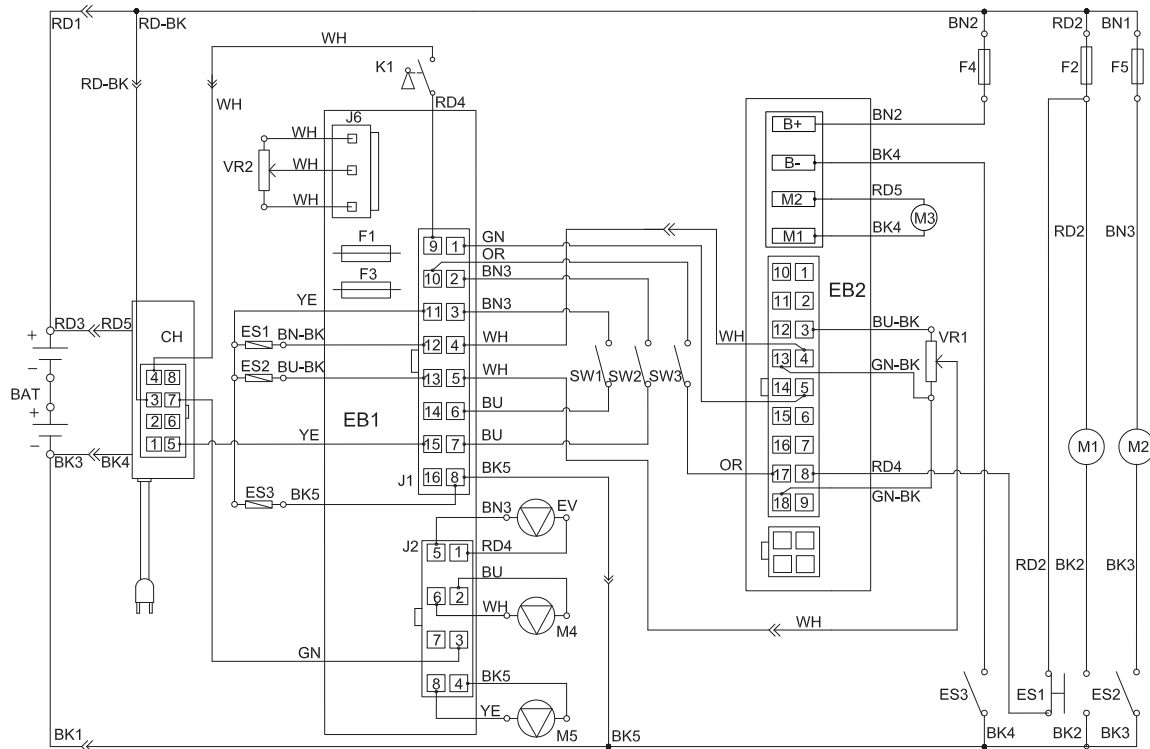 RD1 RD-BK BN2 RD2 BN1
WH
K1 F4 F2 F5
RD-BK
WH RD4
J6 BN2
WH B+
VR2 WH B- BK4
WH M2 RD5
M3
M1 BK4
RD2 BN3
9 1 GN
F1 OR
10 2 BN3 10 1
F3 EB2
YE 11 3 BN3 11 2
RD3 RD5 CH ES1 BN-BK 12 4 WH 12 3 BU-BK
WH VR1
+ 13 4
ES2 BU-BK 13 5 WH SW1 SW2 SW3 GN-BK
- 4 8
BAT 3 7 14 5
+ EB1 14 6 BU 15 6
2 6
- 1 5 YE 15 7 BU 16 7 M1 M2
BK3 BK4 OR 17 8 RD4
J1 16 8 BK5
ES3 BK5 GN-BK
18 9
BN3 EV
J2 5 1 RD4
BU RD2 BK2 BK3
6 2
WH M4 WH
7 3
GN
8 4 BK5
ES3 ES1 ES2
YE M5
BK1 BK5 BK4 BK2 BK3